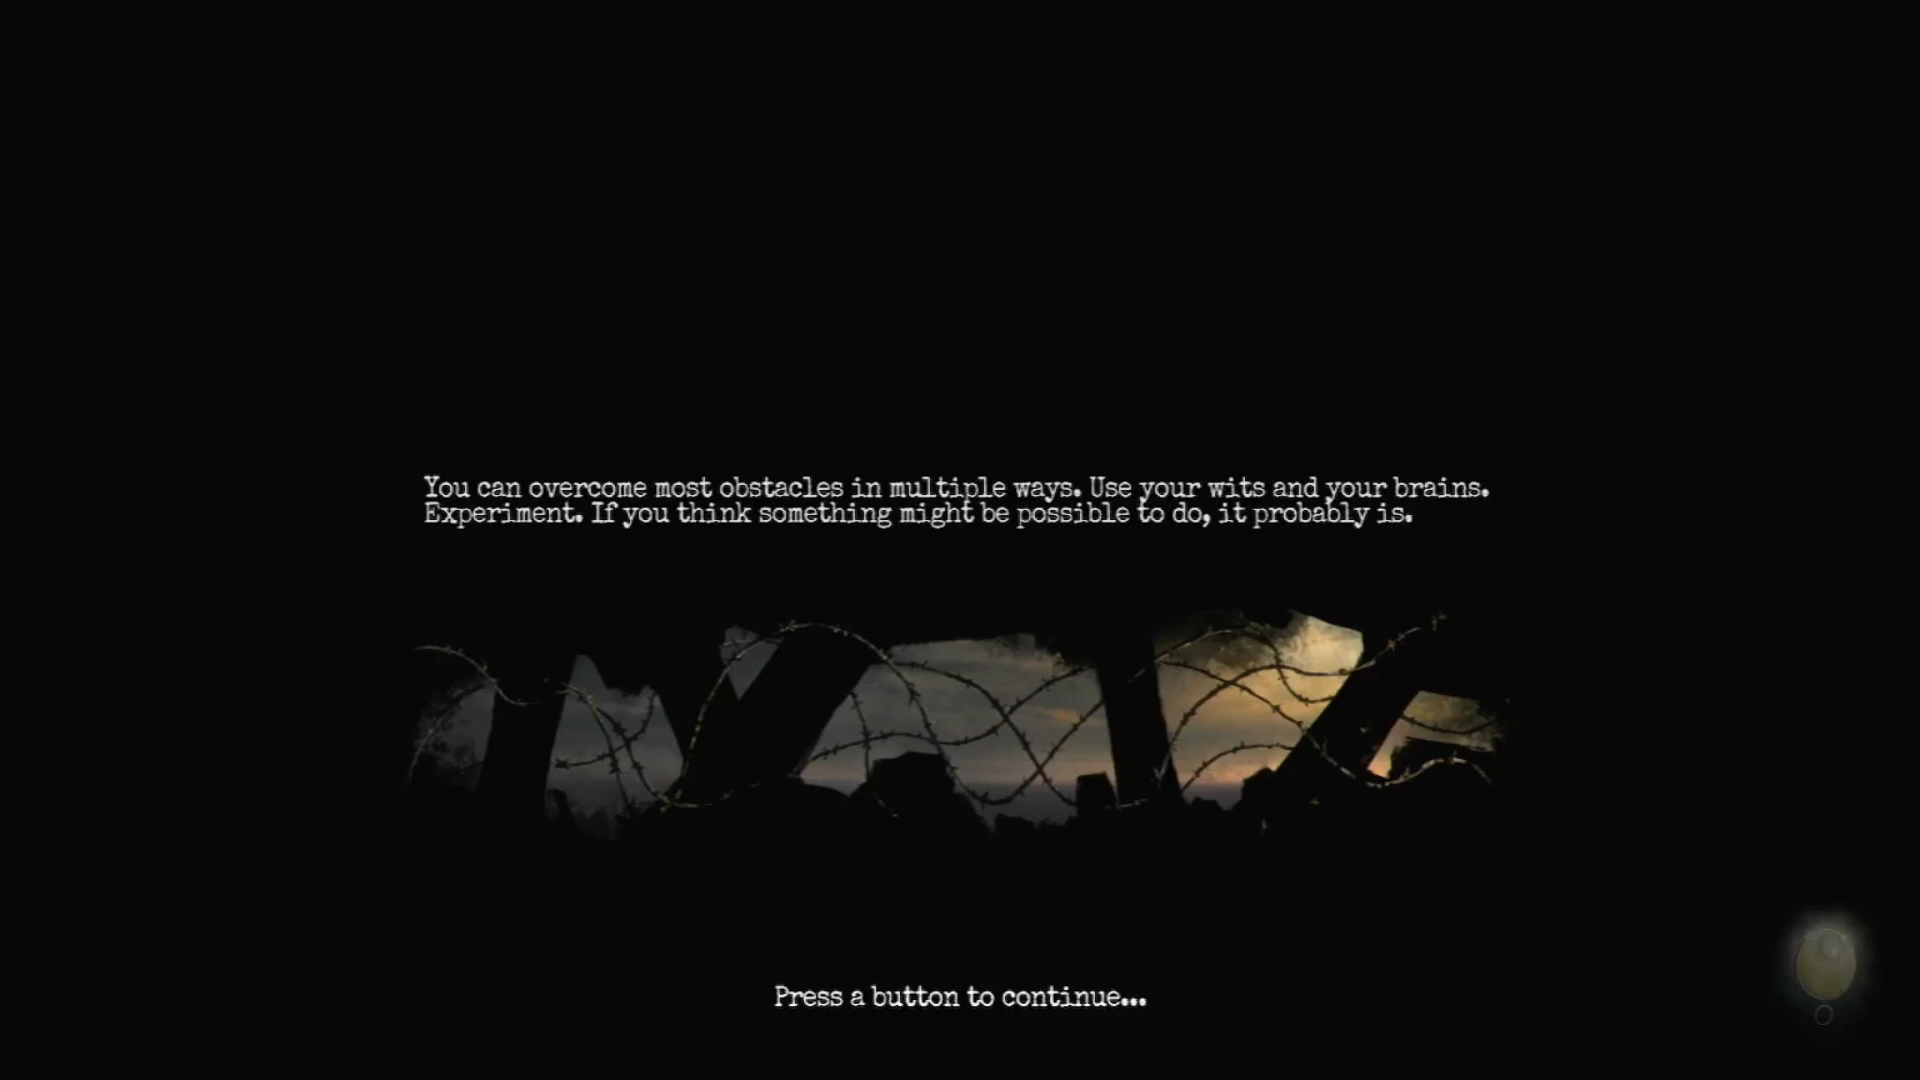 You can overcome most obstacles in multiple ways. Use your wits and your brains.
Experiment. If you think something might be possible to do, it probably is.
Press a button to continue...